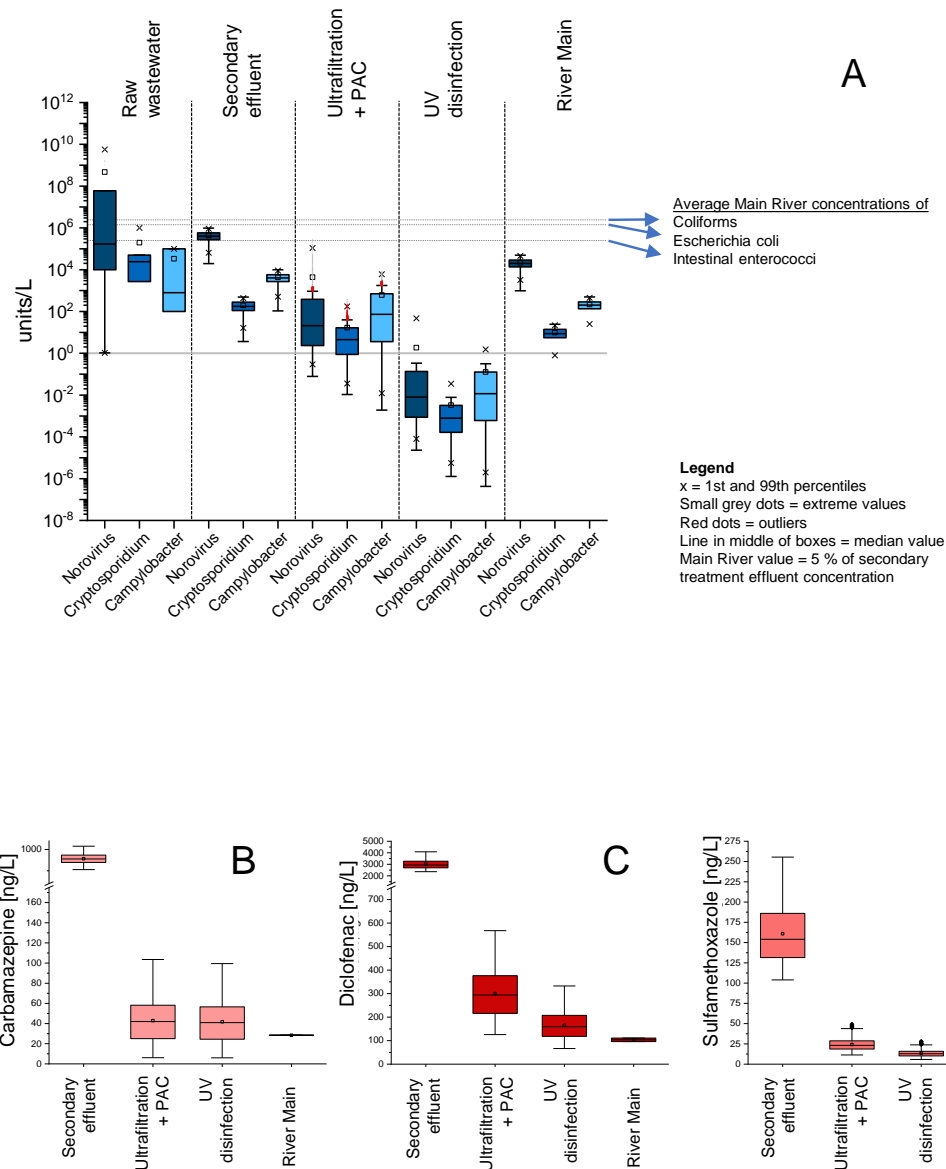 Raw
wastewater
Secondary
effluent
Ultrafiltration
+ PAC
UV
disinfection
River Main
A
units/L
10^12
10^10
10^8
10^6
10^4
10^2
10^0
10^-2
10^-4
10^-6
10^-8
Norovirus
Cryptosporidium
Campylobacter
Norovirus
Cryptosporidium
Campylobacter
Norovirus
Cryptosporidium
Campylobacter
Norovirus
Cryptosporidium
Campylobacter
Norovirus
Cryptosporidium
Campylobacter
Average Main River concentrations of
Coliforms
Escherichia coli
Intestinal enterococci
Legend
x = 1st and 99th percentiles
Small grey dots = extreme values
Red dots = outliers
Line in middle of boxes = median value
Main River value = 5 % of secondary
treatment effluent concentration
B
Carbamazepine [ng/L]
1000
160
140
120
100
80
60
40
20
0
Secondary
effluent
Ultrafiltration
+ PAC
UV
disinfection
River Main
C
Diclofenac [ng/L]
5000
4000
3000
2000
700
600
500
400
300
200
100
0
Secondary
effluent
Ultrafiltration
+ PAC
UV
disinfection
River Main
Sulfamethoxazole [ng/L]
275
250
225
200
175
150
125
100
75
50
25
0
Secondary
effluent
Ultrafiltration
+ PAC
UV
disinfection